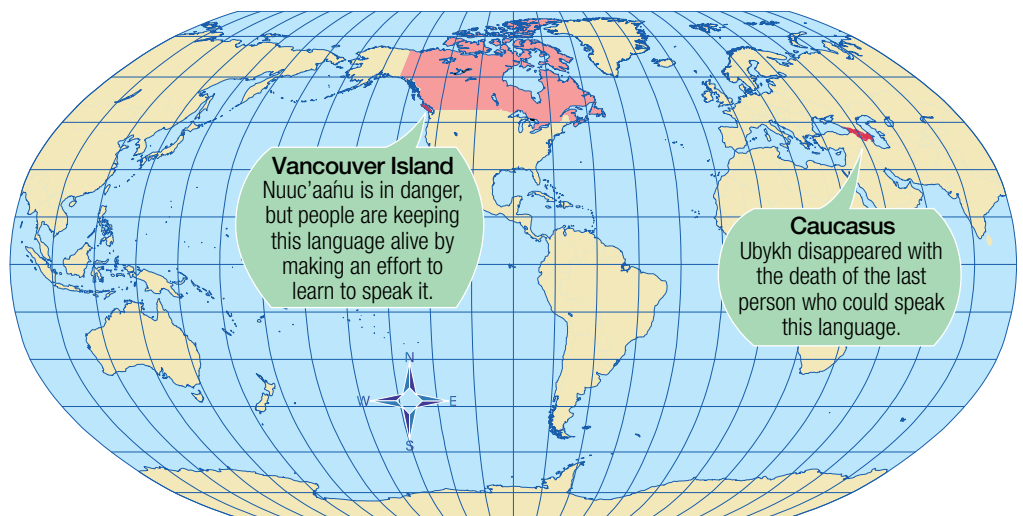 Vancouver Island
Nuuc'aańu is in danger,
but people are keeping
this language alive by
making an effort to
learn to speak it.
Caucasus
Ubykh disappeared with
the death of the last
person who could speak
this language.
N
W E
S